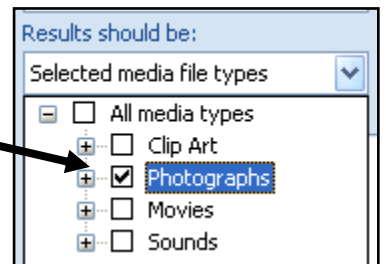 Results should be:
Selected media file types
All media types
Clip Art
Photographs
Movies
Sounds